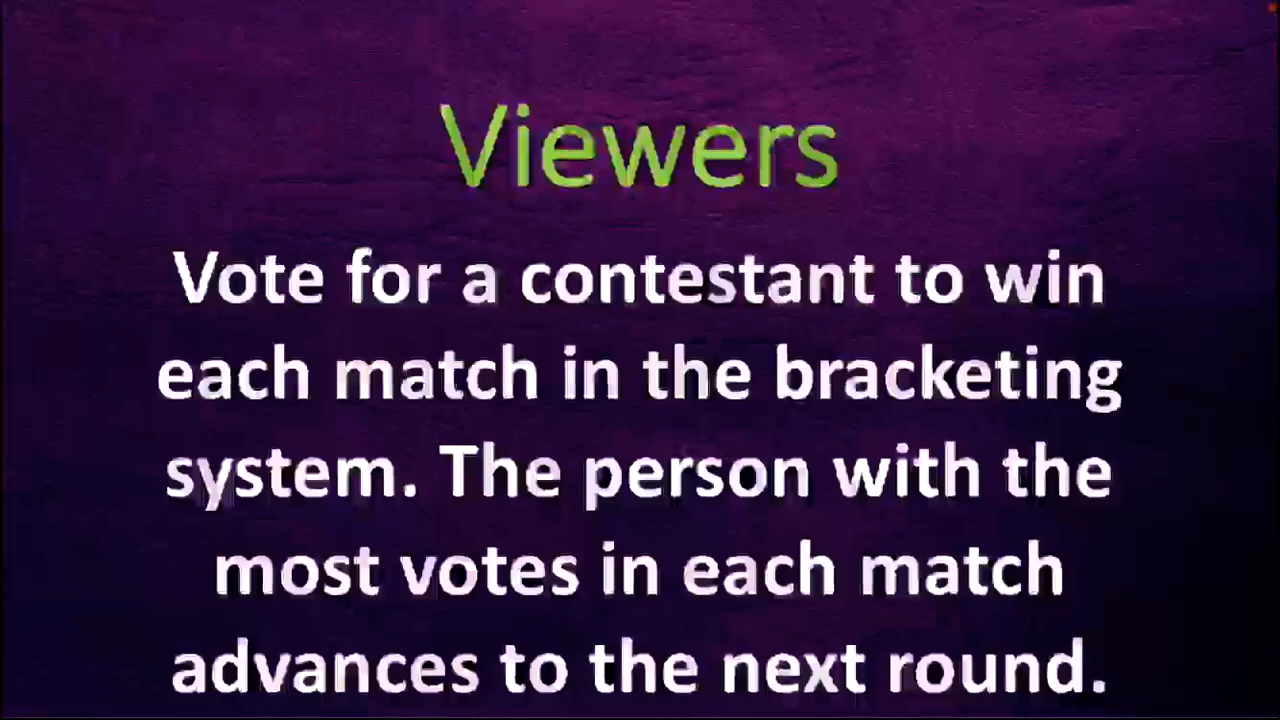 Viewers
Vote for a contestant to win
each match in the bracketing
system. The person with the
most votes in each match
advances to the next round.